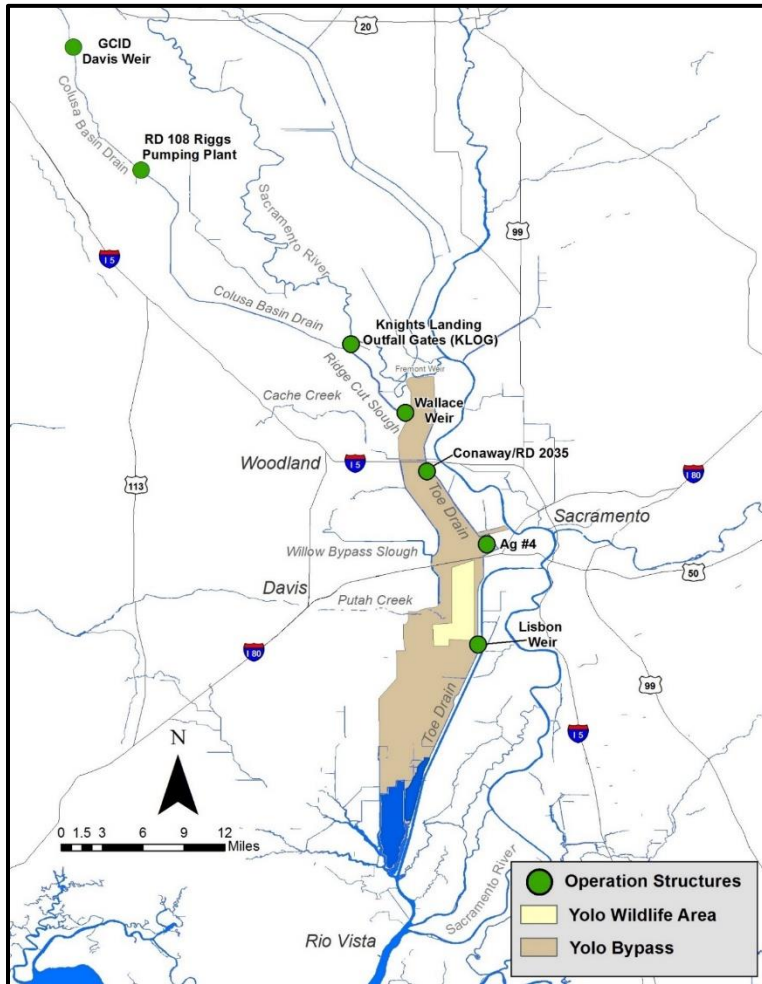 20
GCID
Davis Weir
Colusa Basin Drain
RD 108 Riggs
Pumping Plant
Sacramento River
99
I 5
Colusa Basin Drain
Knights Landing
Outfall Gates (KLOG)
Fremont Weir
Ridge Cut Slough
Cache Creek
Wallace
Weir
Conaway/RD 2035
Woodland
I 5
I 80
113
Toe Drain
Sacramento
Ag #4
Willow Bypass Slough
50
Davis
Putah Creek
Lisbon
Weir
I 80
99
Toe Drain
I 5
N
0 1.5 3 6 9 12
Miles
Sacramento River
Rio Vista
Operation Structures
Yolo Wildlife Area
Yolo Bypass